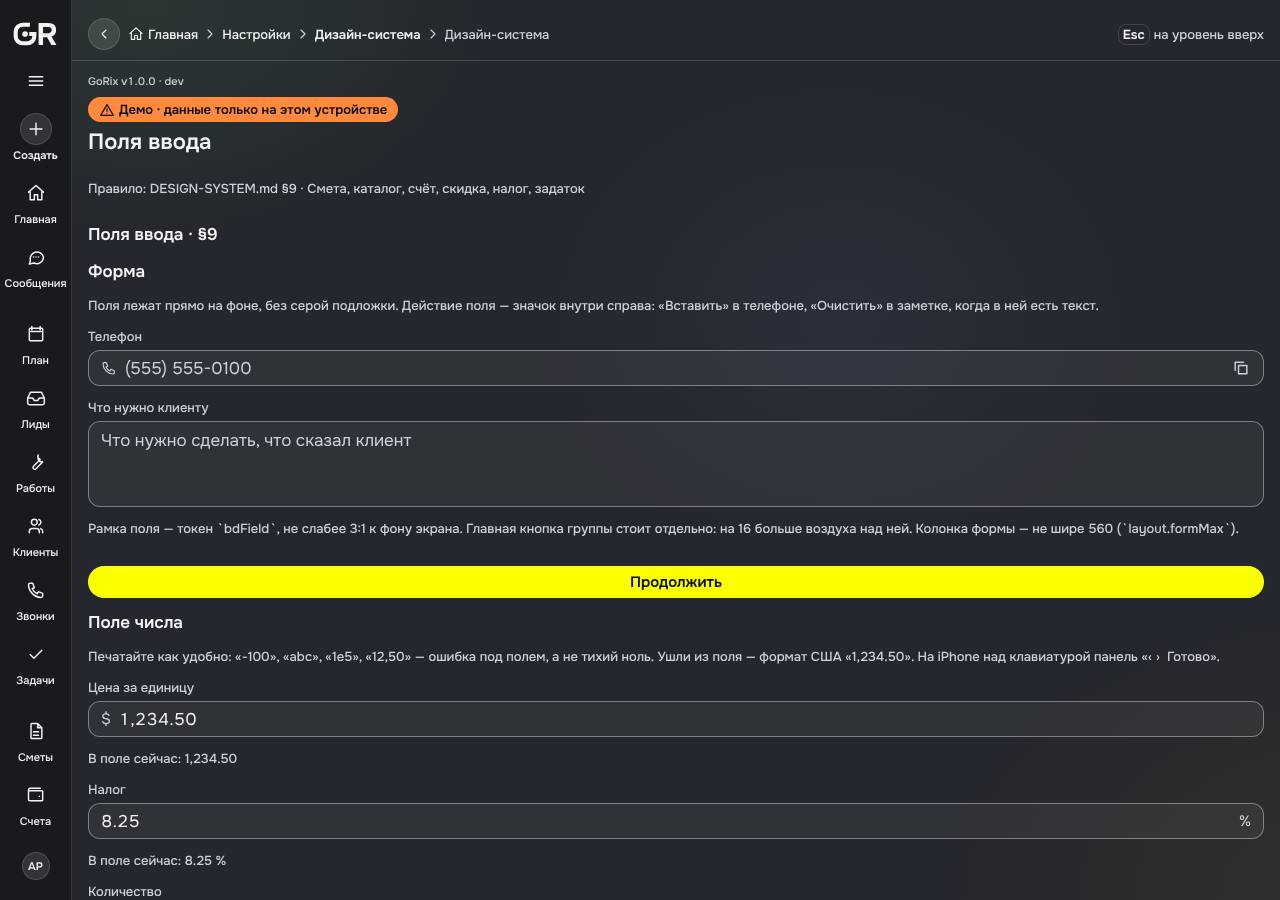 GR
Главная
Настройки
Дизайн-система
Дизайн-система
Esc на уровень вверх
GoRix v1.0.0 · dev
Демо · данные только на этом устройстве
Поля ввода
Правило: DESIGN-SYSTEM.md §9 · Смета, каталог, счёт, скидка, налог, задаток
Поля ввода · §9
Форма
Поля лежат прямо на фоне, без серой подложки. Действие поля — значок внутри справа: «Вставить» в телефоне, «Очистить» в заметке, когда в ней есть текст.
Телефон
(555) 555-0100
Что нужно клиенту
Что нужно сделать, что сказал клиент
Рамка поля — токен `bdField`, не слабее 3:1 к фону экрана. Главная кнопка группы стоит отдельно: на 16 больше воздуха над ней. Колонка формы — не шире 560 (`layout.formMax`).
Продолжить
Поле числа
Печатайте как удобно: «-100», «abc», «1e5», «12,50» — ошибка под полем, а не тихий ноль. Ушли из поля — формат США «1,234.50». На iPhone над клавиатурой панель «‹ › Готово».
Цена за единицу
$ 1,234.50
В поле сейчас: 1,234.50
Налог
8.25 %
В поле сейчас: 8.25 %
Количество
Создать
Главная
Сообщения
План
Лиды
Работы
Клиенты
Звонки
Задачи
Сметы
Счета
AP